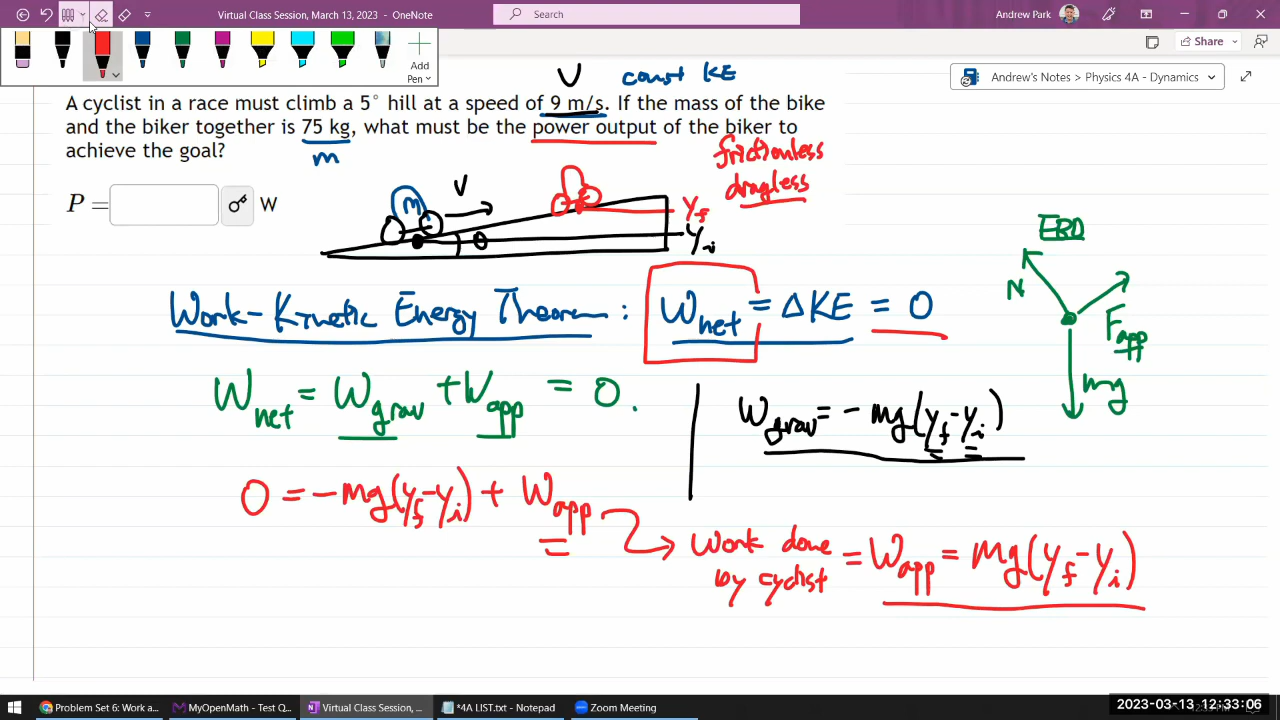 Virtual Class Session, March 13, 2023 - OneNote
Search
Andrew Park
Add
Pen
Share
Andrew's Notes > Physics 4A - Dynamics
V const KE
A cyclist in a race must climb a 5° hill at a speed of 9 m/s. If the mass of the bike
and the biker together is 75 kg, what must be the power output of the biker to
achieve the goal?
m
frictionless
dragless
P = W
m V
θ
yf
yi
FBD
N
Fapp
mg
Work-Kinetic Energy Theorem: Wnet = ΔKE = 0
Wnet = Wgrav + Wapp = 0.
Wgrav = -mg(yf-yi)
0 = -mg(yf-yi) + Wapp
Work done
by cyclist = Wapp = mg(yf-yi)
Problem Set 6: Work a...
MyOpenMath - Test Q...
Virtual Class Session, ...
*4A LIST.txt - Notepad
Zoom Meeting
2023-03-13 12:33:06